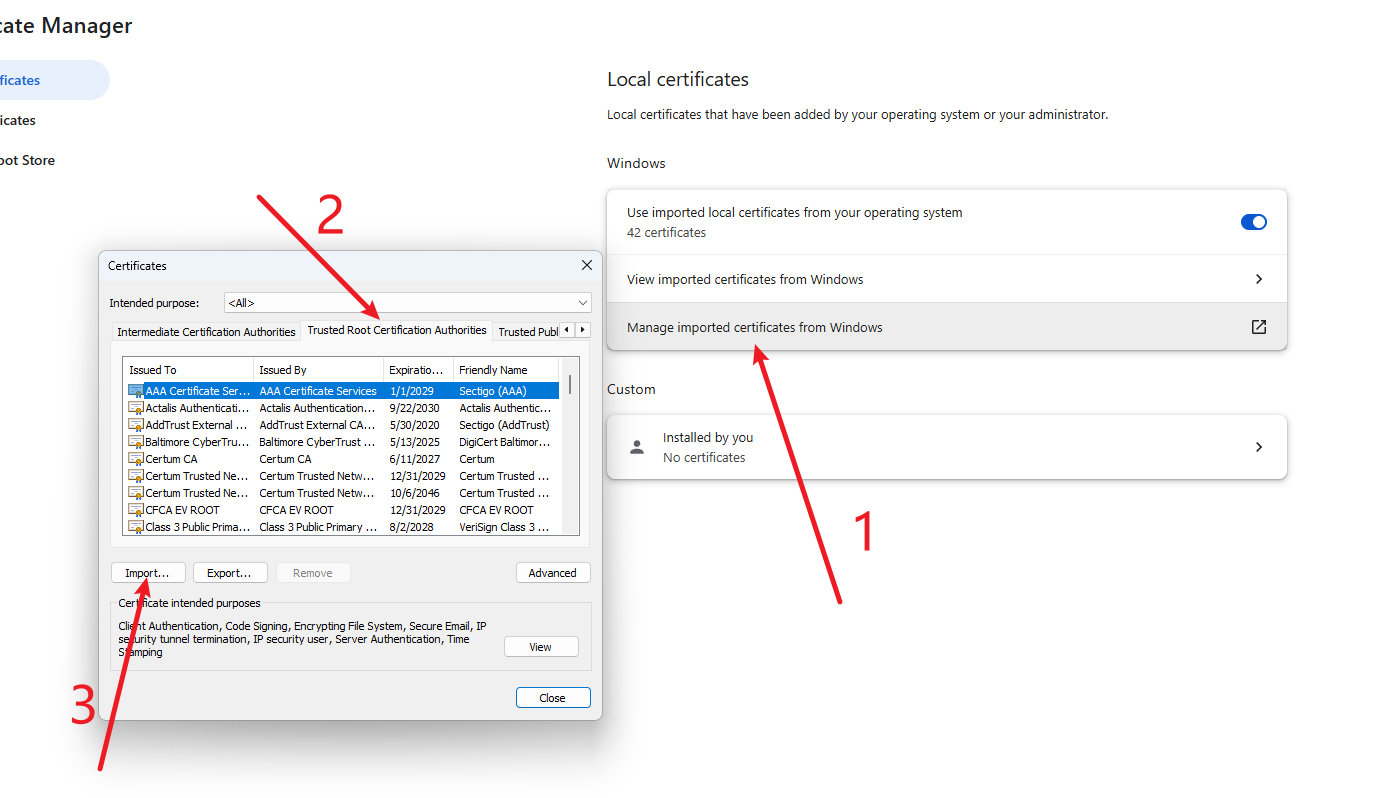 cate Manager
ificates
icates
oot Store
Local certificates
Local certificates that have been added by your operating system or your administrator.
Windows
Use imported local certificates from your operating system
42 certificates
View imported certificates from Windows
Manage imported certificates from Windows
Custom
Installed by you
No certificates
1
2
3
Certificates
Intended purpose: <All>
Intermediate Certification Authorities Trusted Root Certification Authorities Trusted Publ
Issued To Issued By Expiratio... Friendly Name
AAA Certificate Ser... AAA Certificate Services 1/1/2029 Sectigo (AAA)
Actalis Authenticati... Actalis Authentication... 9/22/2030 Actalis Authentic...
AddTrust External ... AddTrust External CA... 5/30/2020 Sectigo (AddTrust)
Baltimore CyberTru... Baltimore CyberTrust ... 5/13/2025 DigiCert Baltimor...
Certum CA Certum CA 6/11/2027 Certum
Certum Trusted Ne... Certum Trusted Netw... 12/31/2029 Certum Trusted ...
Certum Trusted Ne... Certum Trusted Netw... 10/6/2046 Certum Trusted ...
CFCA EV ROOT CFCA EV ROOT 12/31/2029 CFCA EV ROOT
Class 3 Public Prima... Class 3 Public Primary ... 8/2/2028 VeriSign Class 3 ...
Import... Export... Remove Advanced
Certificate intended purposes
Client Authentication, Code Signing, Encrypting File System, Secure Email, IP
security tunnel termination, IP security user, Server Authentication, Time
Stamping
View
Close